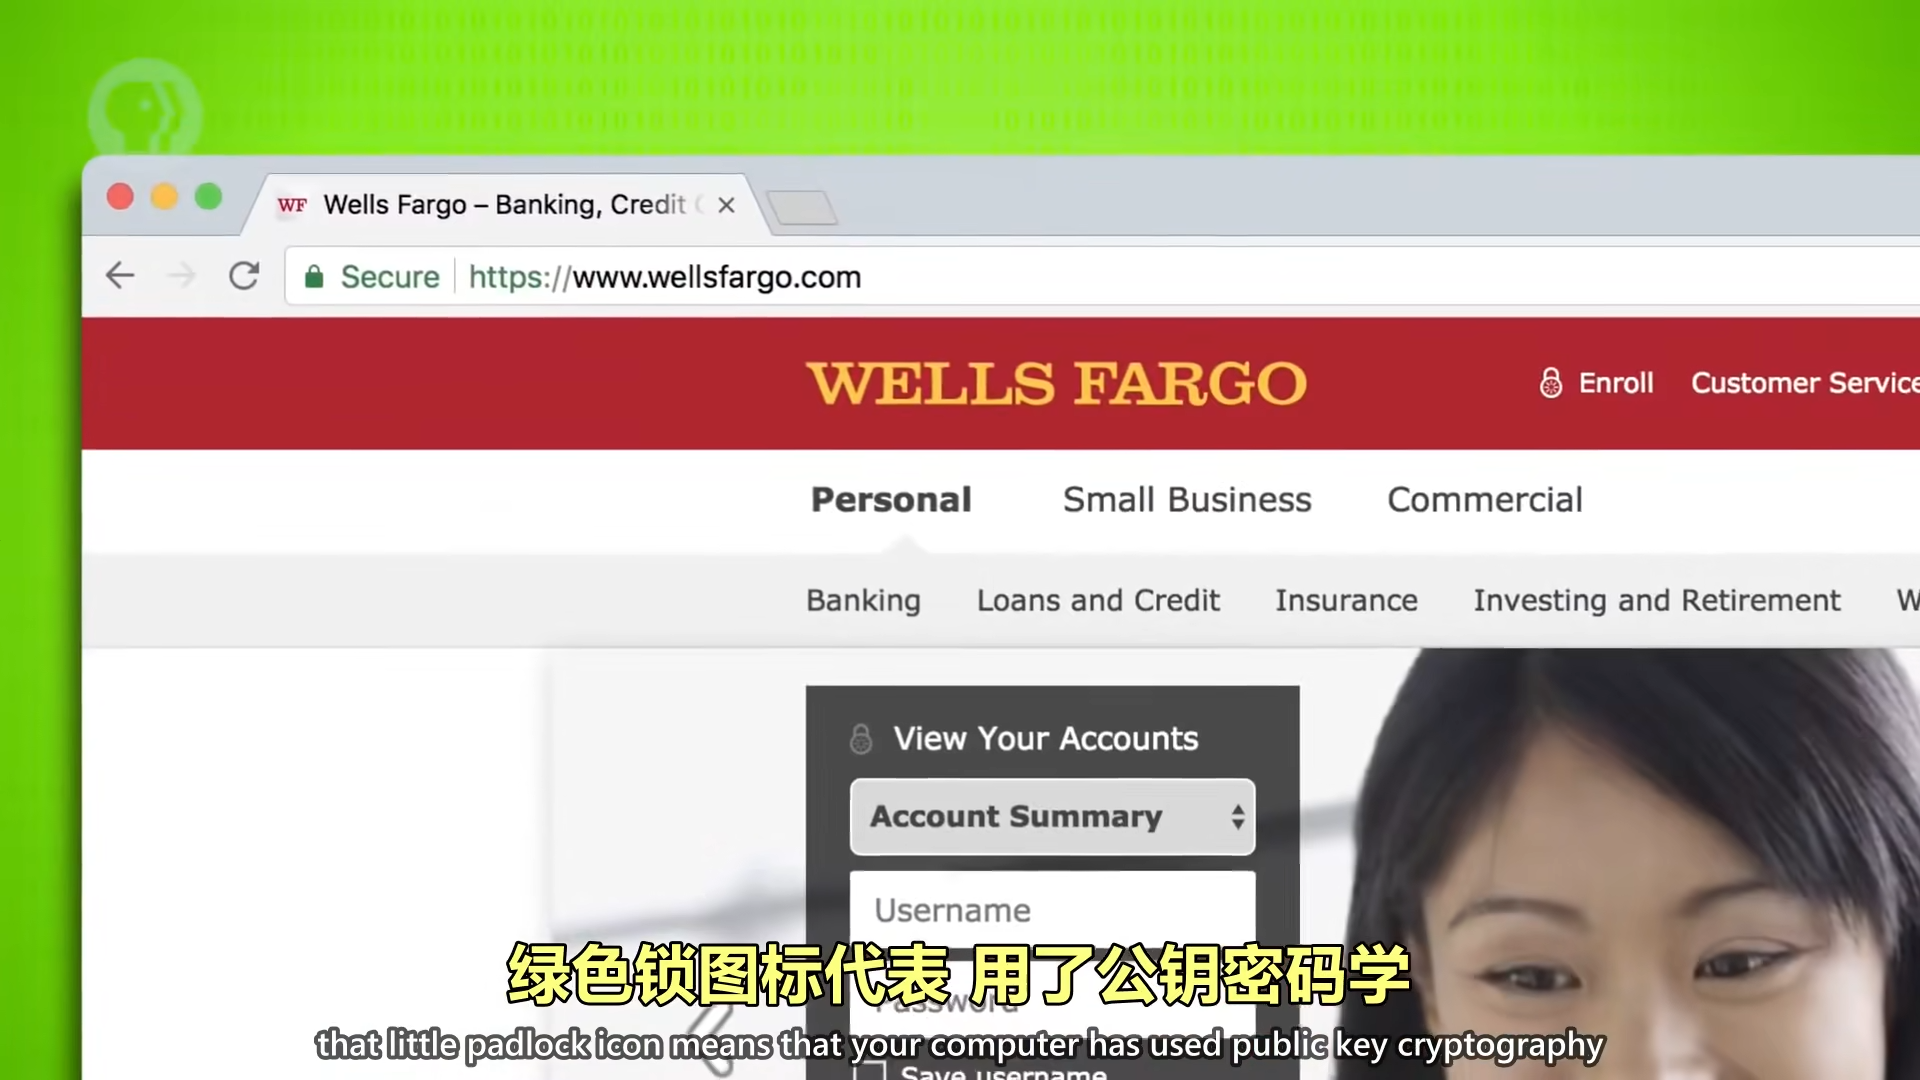 WF Wells Fargo – Banking, Credit
Secure https://www.wellsfargo.com
WELLS FARGO
Enroll Customer Service
Personal Small Business Commercial
Banking Loans and Credit Insurance Investing and Retirement W
View Your Accounts
Account Summary
Username
绿色锁图标代表 用了公钥密码学
Password
that little padlock icon means that your computer has used public key cryptography
Save username